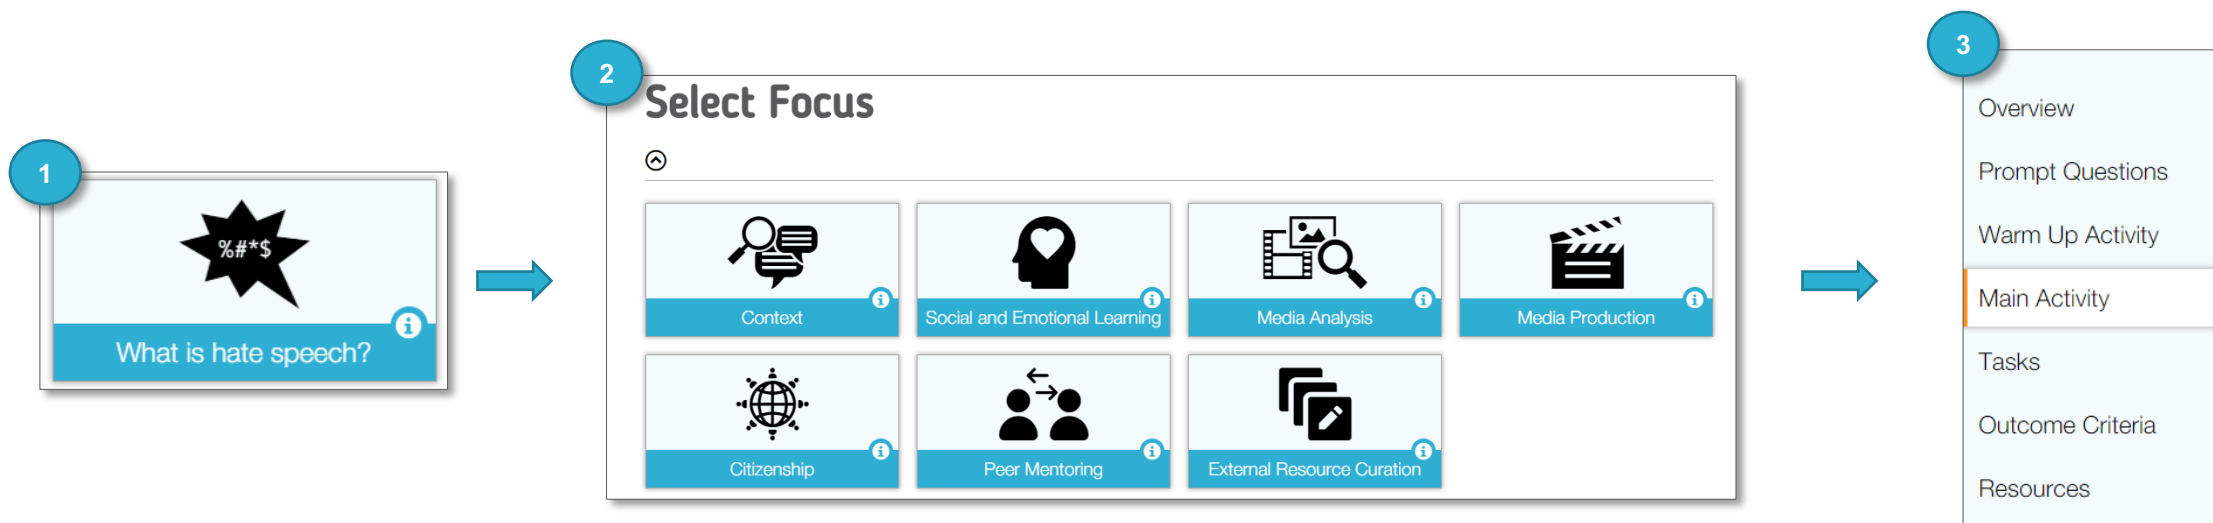 1
%#*$
What is hate speech?
2
Select Focus
Context
Social and Emotional Learning
Media Analysis
Media Production
Citizenship
Peer Mentoring
External Resource Curation
3
Overview
Prompt Questions
Warm Up Activity
Main Activity
Tasks
Outcome Criteria
Resources